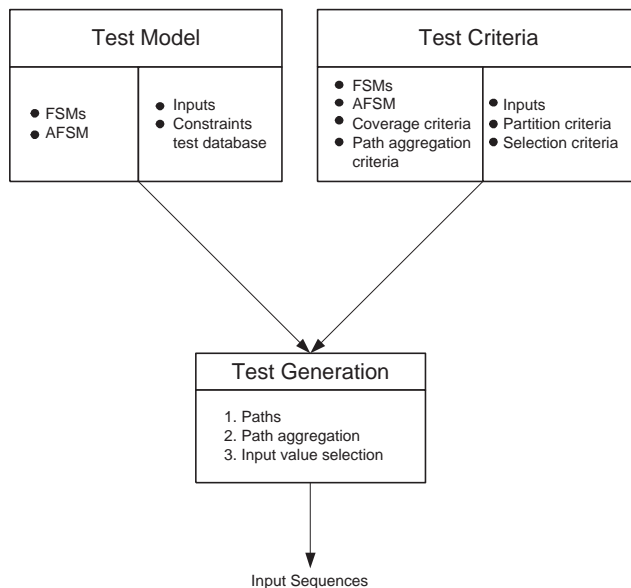 Test Model
FSMs
AFSM
Inputs
Constraints
test database
Test Criteria
FSMs
AFSM
Coverage criteria
Path aggregation
criteria
Inputs
Partition criteria
Selection criteria
Test Generation
1. Paths
2. Path aggregation
3. Input value selection
Input Sequences